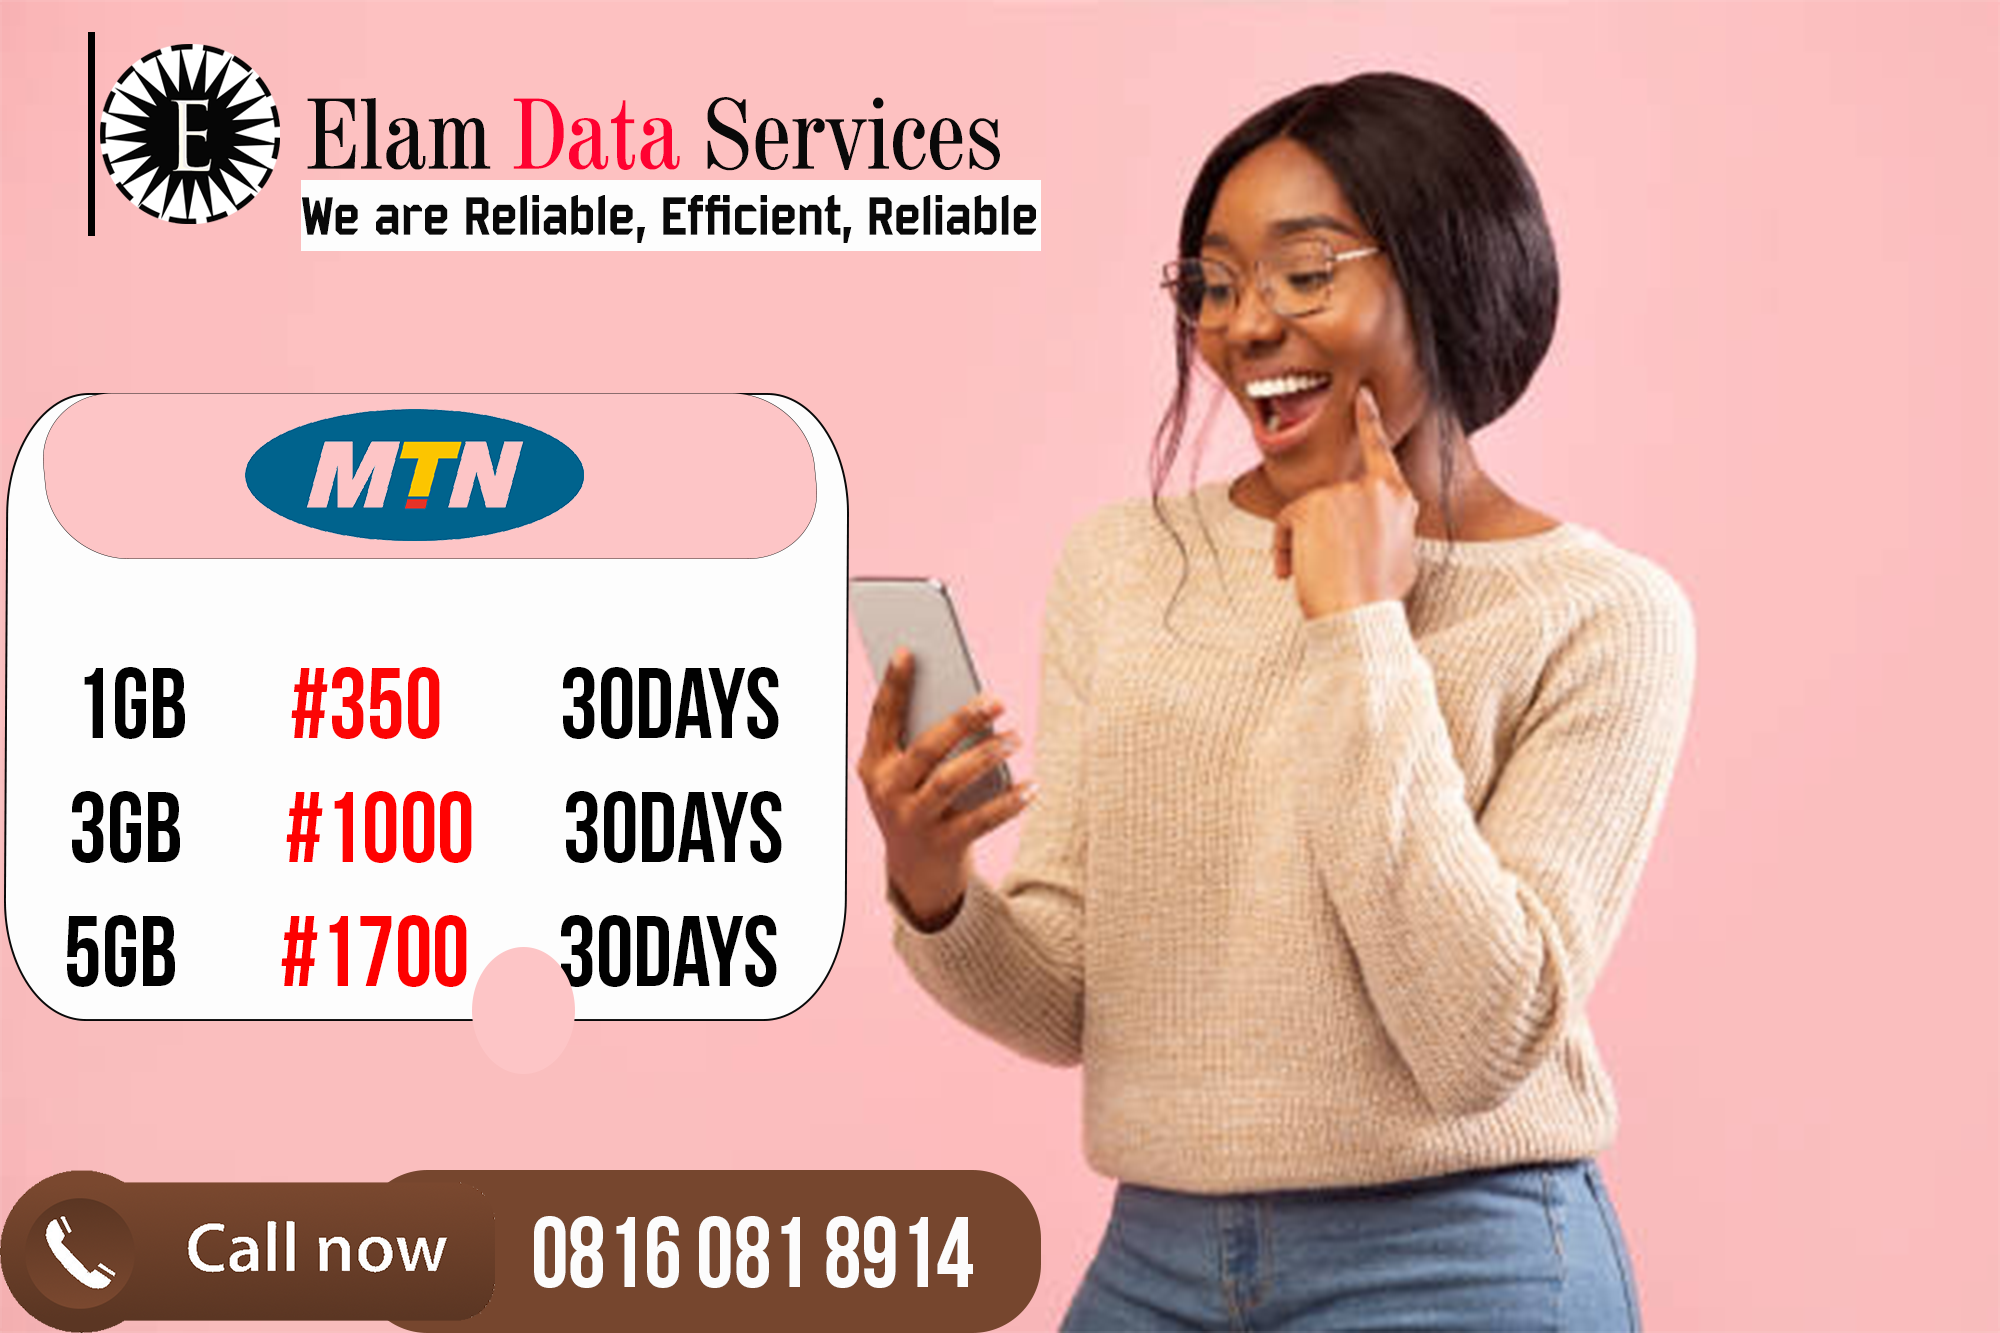 E
Elam Data Services
We are Reliable, Efficient, Reliable
MTN
1GB #350 30DAYS
3GB #1000 30DAYS
5GB #1700 30DAYS
Call now 0816 081 8914